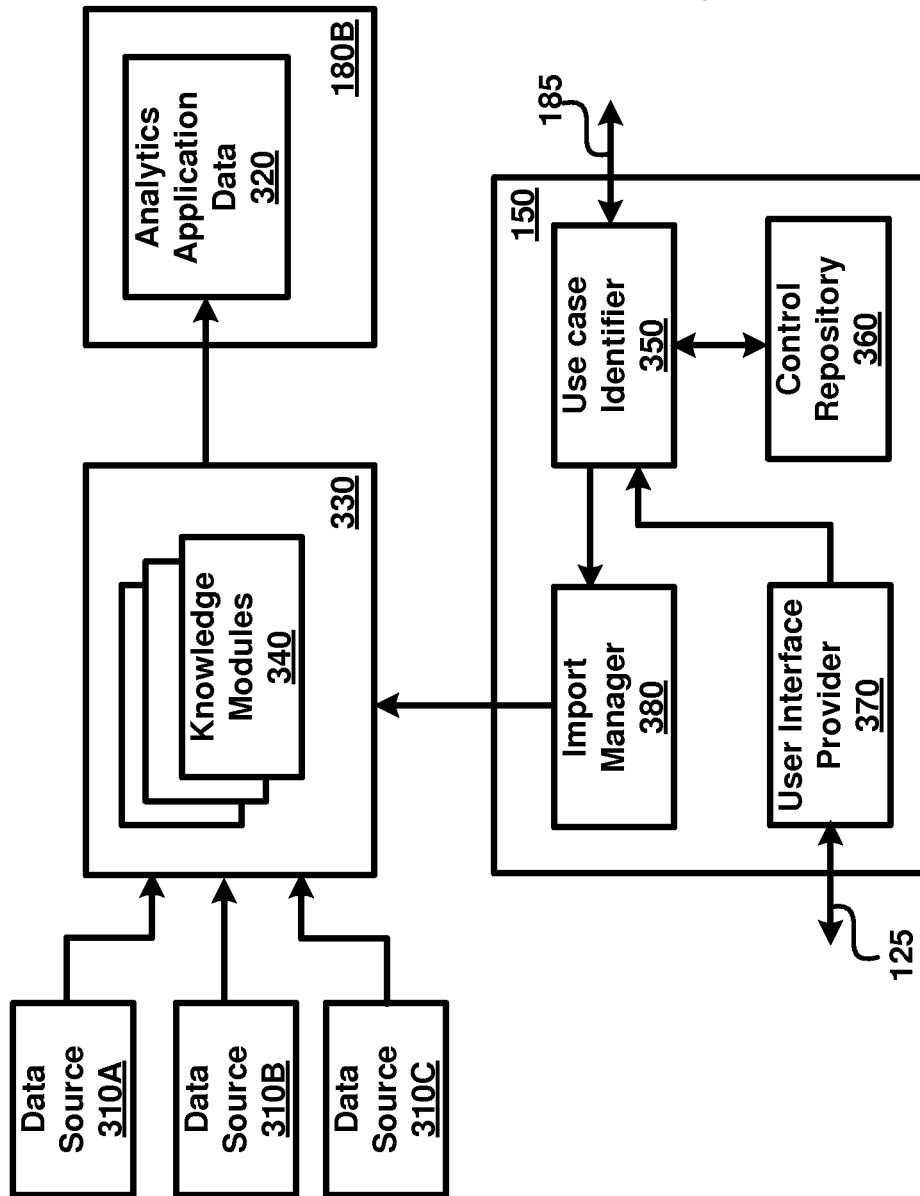 Data
Source
310A
Data
Source
310B
Data
Source
310C
Knowledge
Modules
340
330
Analytics
Application
Data
320
180B
Import
Manager
380
Use case
Identifier
350
150
185
User Interface
Provider
370
Control
Repository
360
125